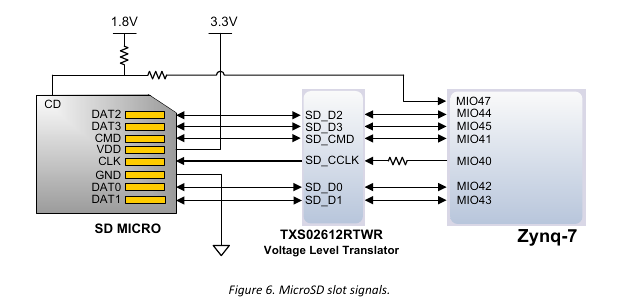 1.8V 3.3V
CD
DAT2 SD_D2 MIO47
DAT3 SD_D3 MIO44
CMD SD_CMD MIO45
VDD MIO41
CLK SD_CCLK MIO40
GND
DAT0 SD_D0 MIO42
DAT1 SD_D1 MIO43
SD MICRO TXS02612RTWR Zynq-7
Voltage Level Translator
Figure 6. MicroSD slot signals.